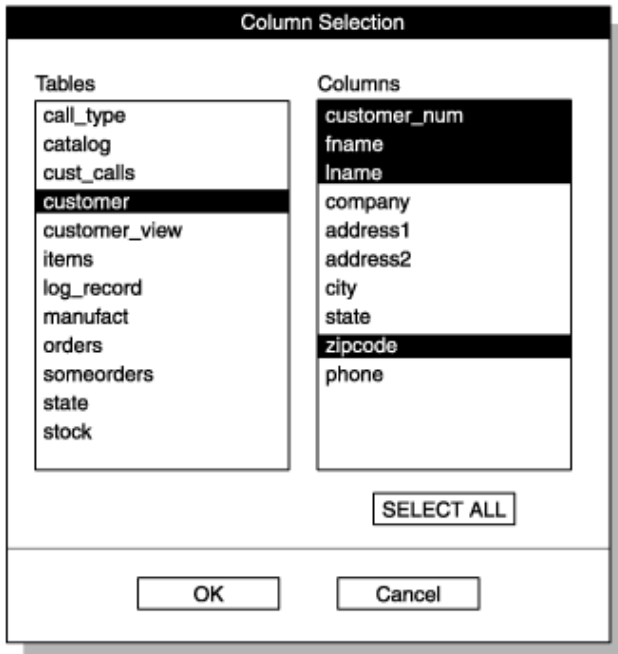 Column Selection
Tables
call_type
catalog
cust_calls
customer
customer_view
items
log_record
manufact
orders
someorders
state
stock
Columns
customer_num
fname
lname
company
address1
address2
city
state
zipcode
phone
SELECT ALL
OK
Cancel